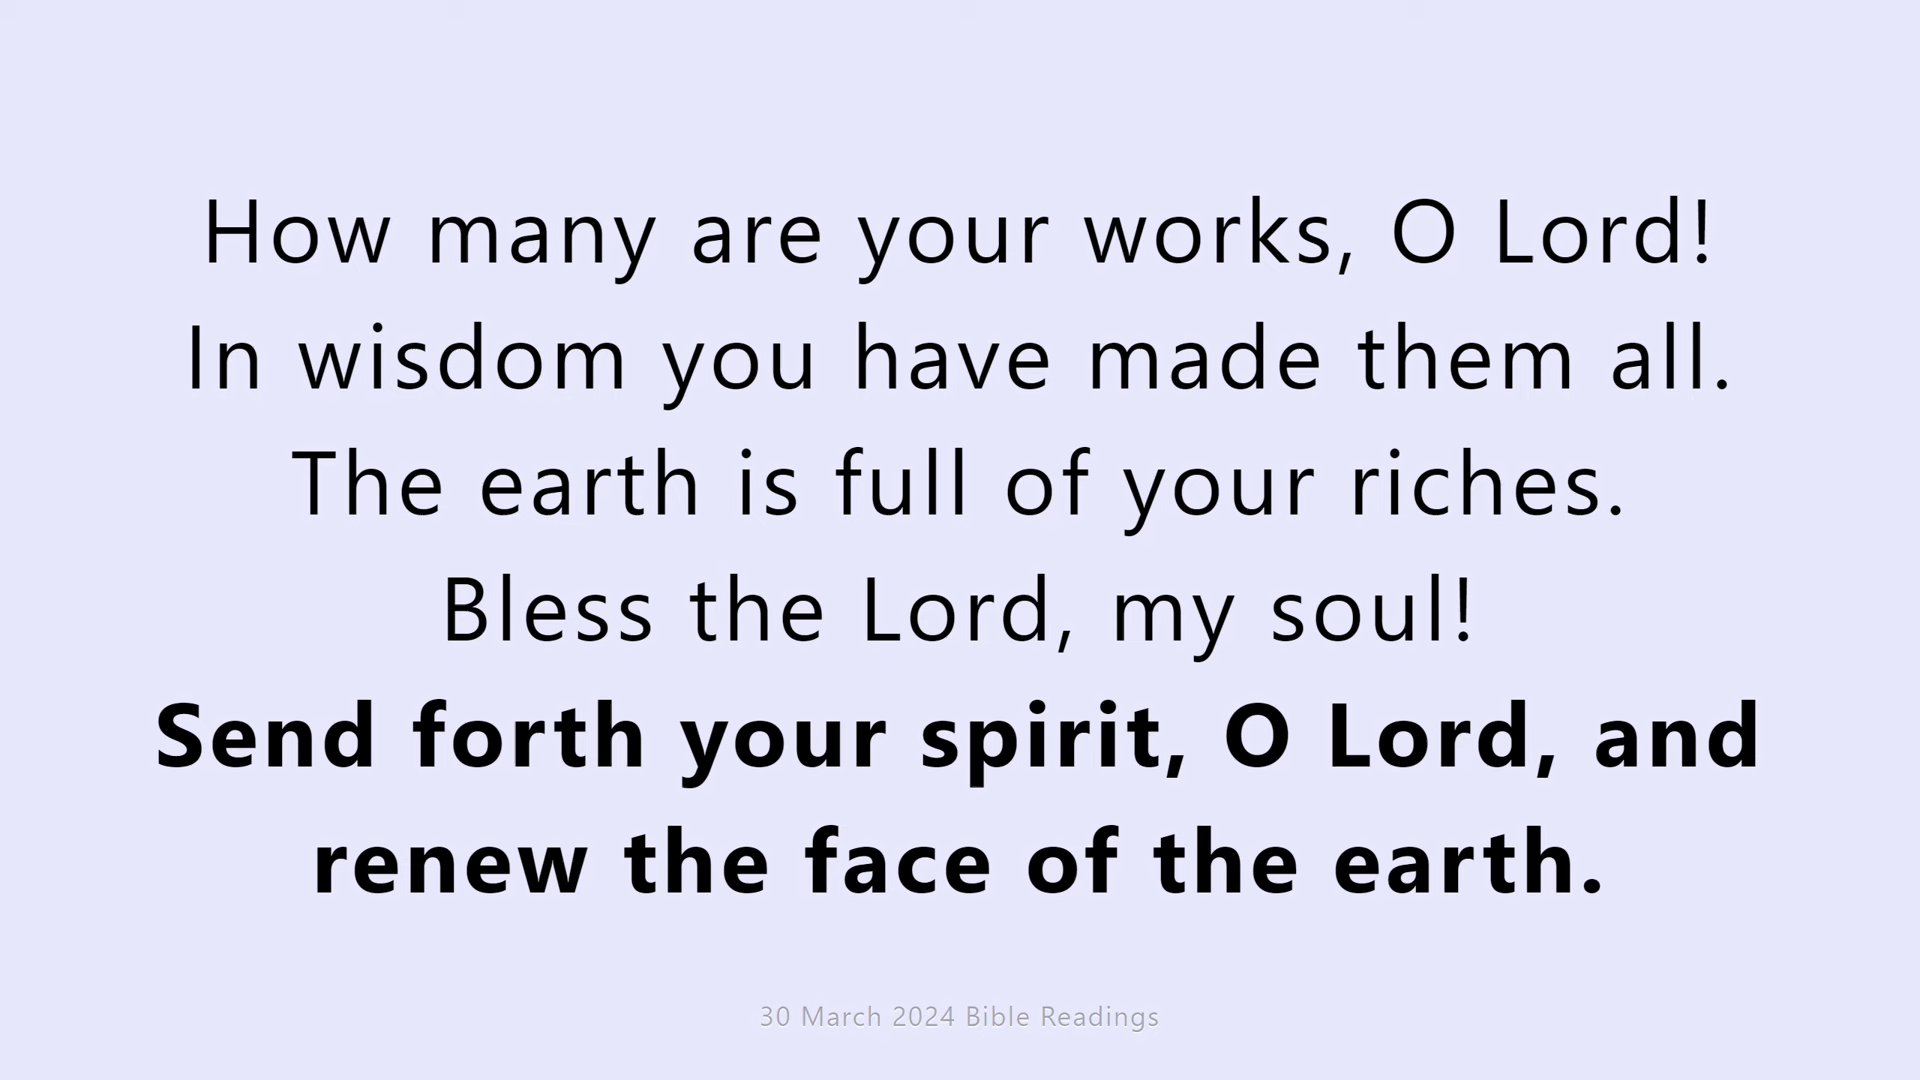 How many are your works, O Lord!
In wisdom you have made them all.
The earth is full of your riches.
Bless the Lord, my soul!
Send forth your spirit, O Lord, and
renew the face of the earth.
30 March 2024 Bible Readings